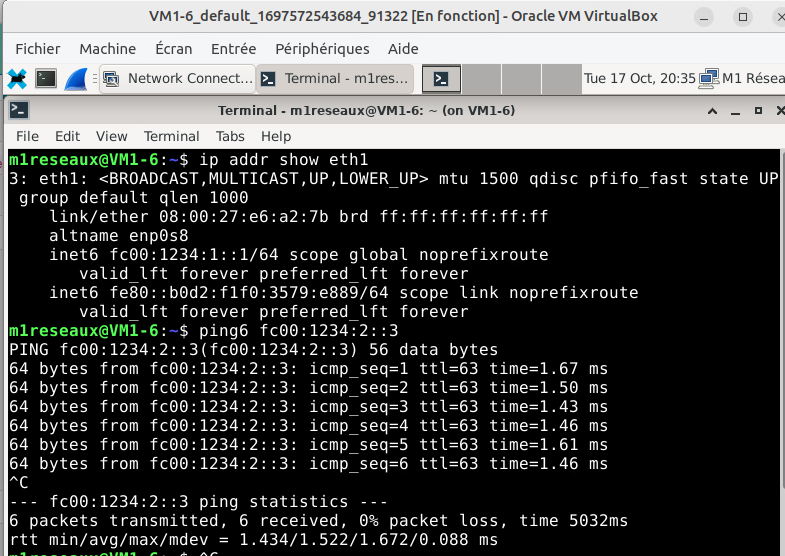 VM1-6_default_1697572543684_91322 [En fonction] - Oracle VM VirtualBox
Fichier Machine Écran Entrée Périphériques Aide
Network Connect... Terminal - m1res... Tue 17 Oct, 20:35 M1 Résea
Terminal - m1reseaux@VM1-6: ~ (on VM1-6)
File Edit View Terminal Tabs Help
m1reseaux@VM1-6:~$ ip addr show eth1
3: eth1: <BROADCAST,MULTICAST,UP,LOWER_UP> mtu 1500 qdisc pfifo_fast state UP
group default qlen 1000
link/ether 08:00:27:e6:a2:7b brd ff:ff:ff:ff:ff:ff
altname enp0s8
inet6 fc00:1234:1::1/64 scope global noprefixroute
valid_lft forever preferred_lft forever
inet6 fe80::b0d2:f1f0:3579:e889/64 scope link noprefixroute
valid_lft forever preferred_lft forever
m1reseaux@VM1-6:~$ ping6 fc00:1234:2::3
PING fc00:1234:2::3(fc00:1234:2::3) 56 data bytes
64 bytes from fc00:1234:2::3: icmp_seq=1 ttl=63 time=1.67 ms
64 bytes from fc00:1234:2::3: icmp_seq=2 ttl=63 time=1.50 ms
64 bytes from fc00:1234:2::3: icmp_seq=3 ttl=63 time=1.43 ms
64 bytes from fc00:1234:2::3: icmp_seq=4 ttl=63 time=1.46 ms
64 bytes from fc00:1234:2::3: icmp_seq=5 ttl=63 time=1.61 ms
64 bytes from fc00:1234:2::3: icmp_seq=6 ttl=63 time=1.46 ms
^C
--- fc00:1234:2::3 ping statistics ---
6 packets transmitted, 6 received, 0% packet loss, time 5032ms
rtt min/avg/max/mdev = 1.434/1.522/1.672/0.088 ms
m1reseaux@VM1-6:~$ ^C